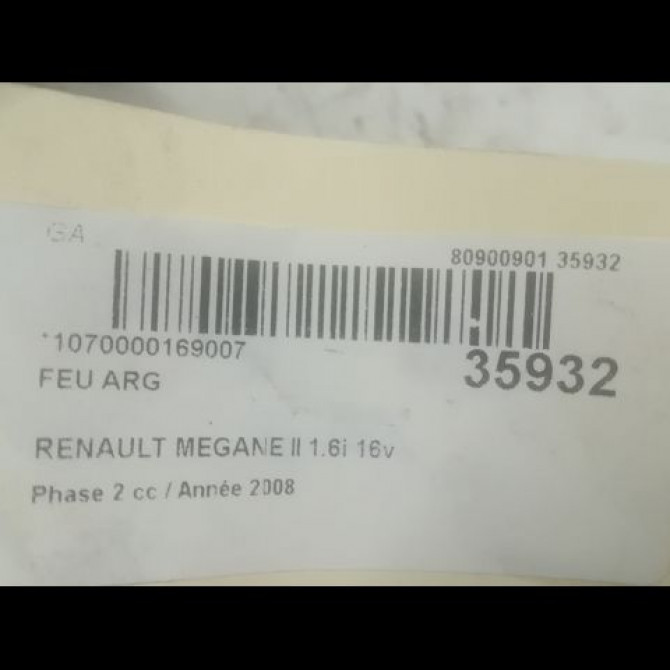 GA
80900901 35932
*1070000169007
35932
FEU ARG
RENAULT MEGANE II 1.6i 16v
Phase 2 cc / Année 2008